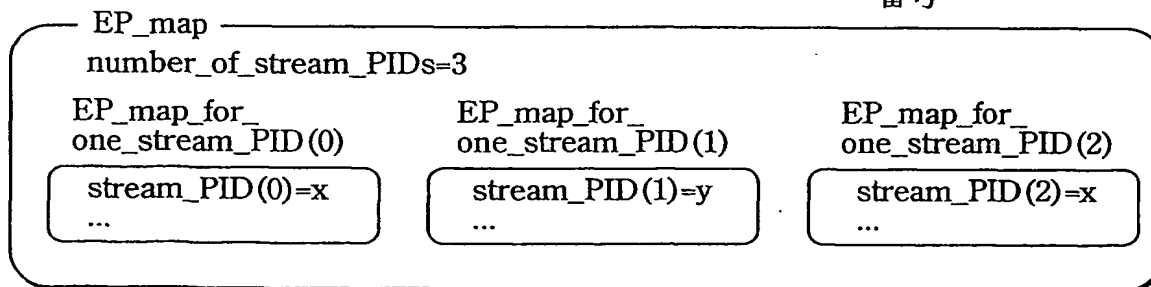 EP_map
number_of_stream_PIDs=3
EP_map_for_
one_stream_PID(0)
EP_map_for_
one_stream_PID(1)
EP_map_for_
one_stream_PID(2)
stream_PID(0)=x
...
stream_PID(1)=y
...
stream_PID(2)=x
...